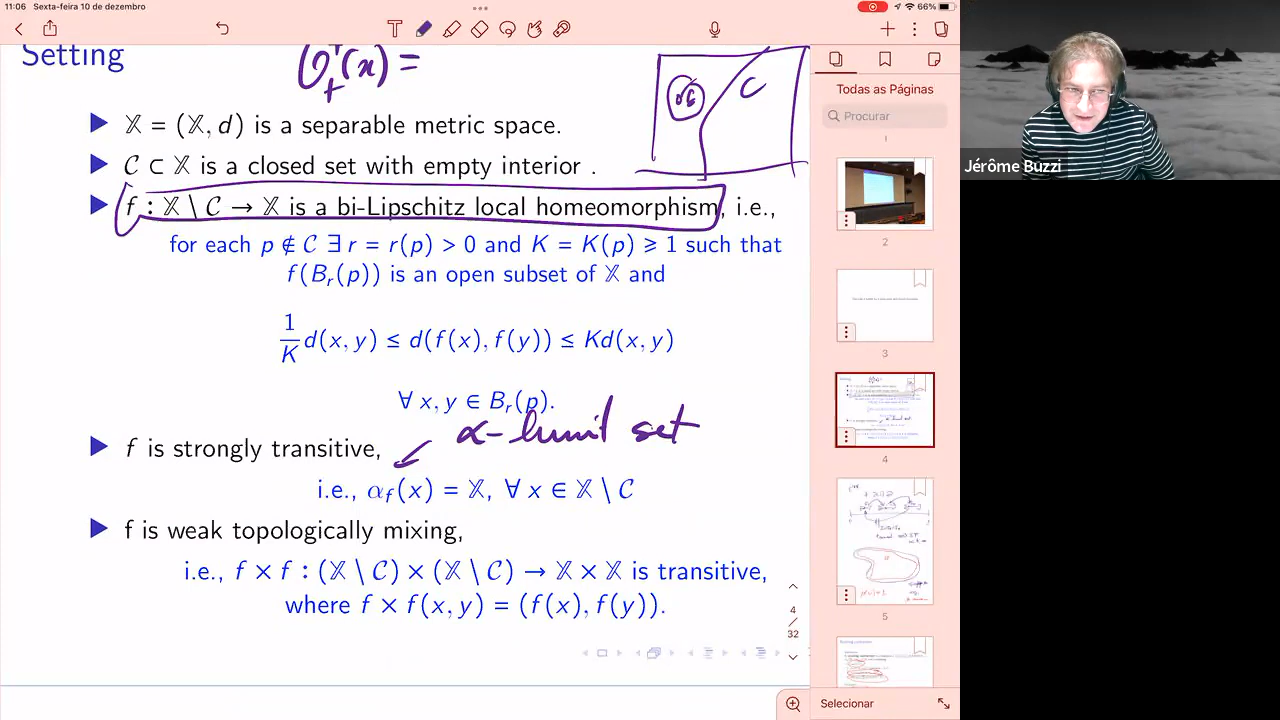 11:06 Sexta-feira 10 de dezembro
66%
Setting
O_f^+(x) =
C
𝕏 = (𝕏, d) is a separable metric space.
𝒞 ⊂ 𝕏 is a closed set with empty interior .
f : 𝕏 \ 𝒞 → 𝕏 is a bi-Lipschitz local homeomorphism, i.e.,
for each p ∉ 𝒞 ∃ r = r(p) > 0 and K = K(p) ⩾ 1 such that
f(B_r(p)) is an open subset of 𝕏 and
1/K d(x, y) ≤ d(f(x), f(y)) ≤ Kd(x, y)
∀ x, y ∈ B_r(p).
α-limit set
f is strongly transitive,
i.e., α_f(x) = 𝕏, ∀ x ∈ 𝕏 \ 𝒞
f is weak topologically mixing,
i.e., f × f : (𝕏 \ 𝒞) × (𝕏 \ 𝒞) → 𝕏 × 𝕏 is transitive,
where f × f(x, y) = (f(x), f(y)).
4
/
32
Todas as Páginas
Procurar
1
2
3
4
5
Selecionar
Jérôme Buzzi